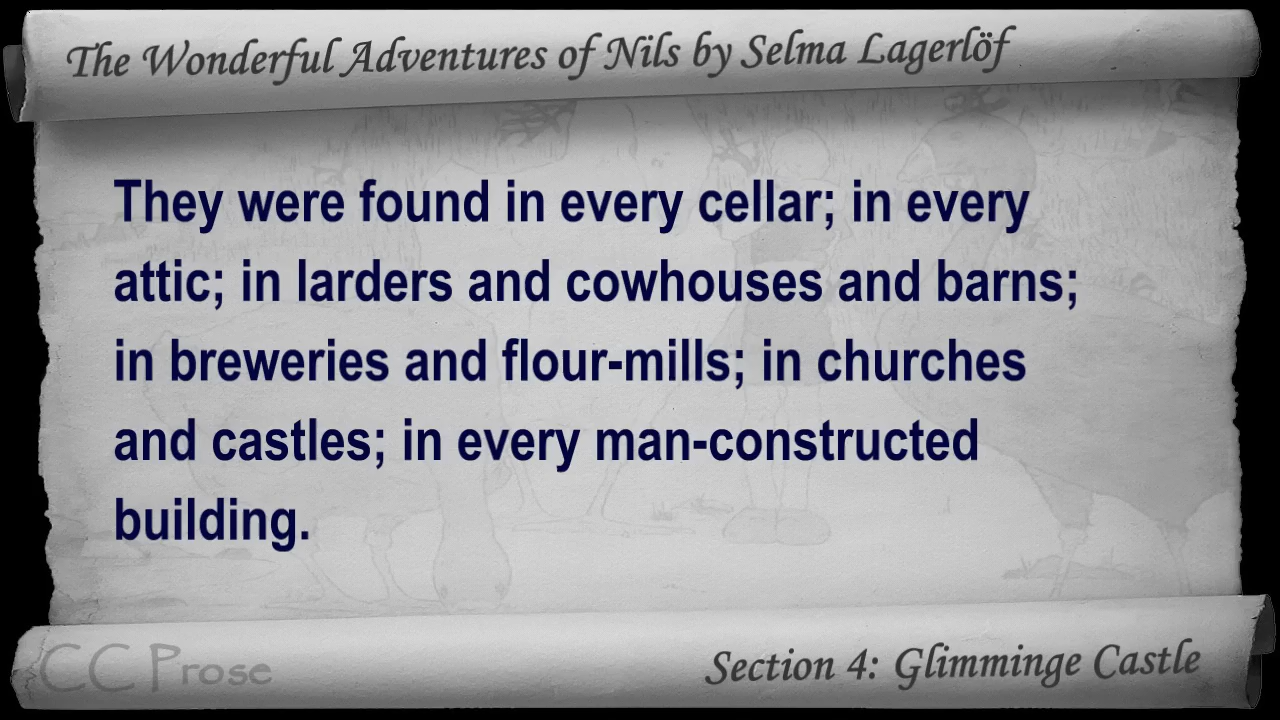 The Wonderful Adventures of Nils by Selma Lagerlöf
They were found in every cellar; in every
attic; in larders and cowhouses and barns;
in breweries and flour-mills; in churches
and castles; in every man-constructed
building.
CC Prose
Section 4: Glimminge Castle